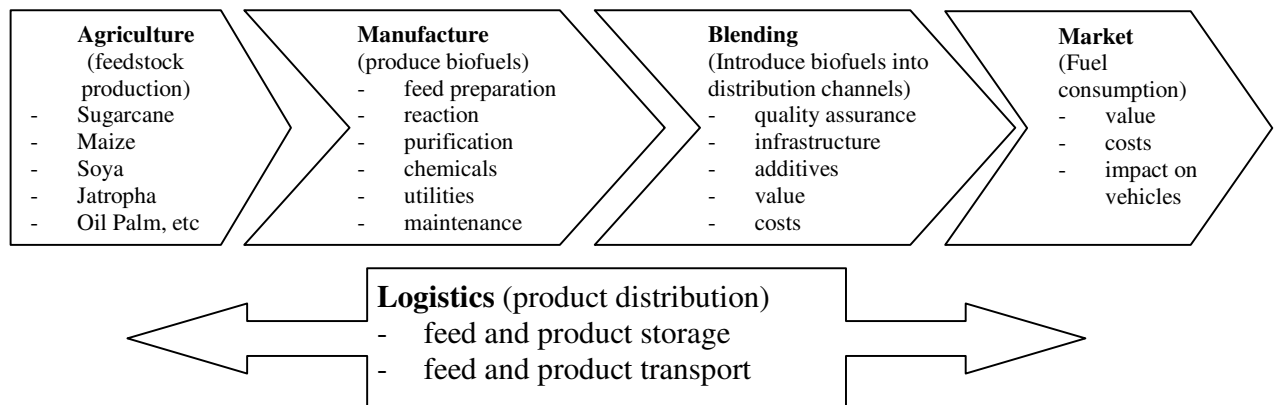 Agriculture
(feedstock
production)
- Sugarcane
- Maize
- Soya
- Jatropha
- Oil Palm, etc
Manufacture
(produce biofuels)
- feed preparation
- reaction
- purification
- chemicals
- utilities
- maintenance
Blending
(Introduce biofuels into
distribution channels)
- quality assurance
- infrastructure
- additives
- value
- costs
Market
(Fuel
consumption)
- value
- costs
- impact on
vehicles
Logistics (product distribution)
- feed and product storage
- feed and product transport